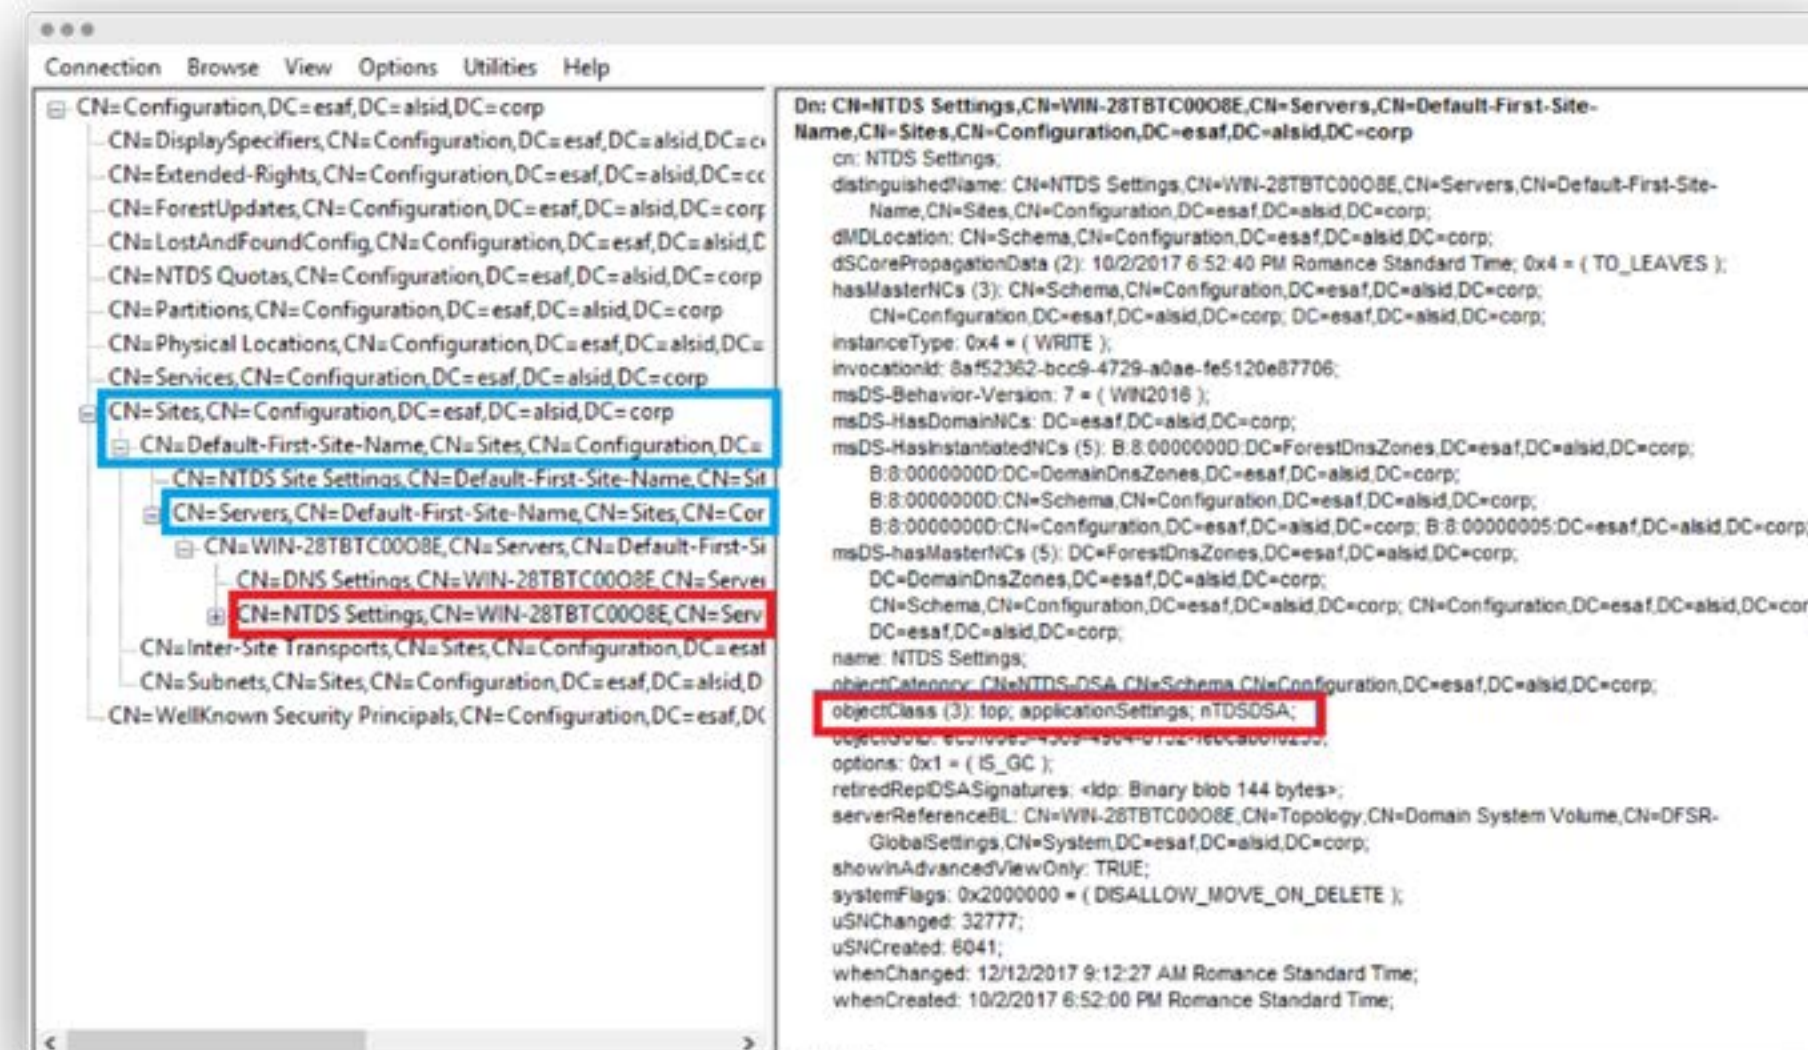 Connection Browse View Options Utilities Help
CN=Configuration,DC=esaf,DC=alsid,DC=corp
CN=DisplaySpecifiers,CN=Configuration,DC=esaf,DC=alsid,DC=co
CN=Extended-Rights,CN=Configuration,DC=esaf,DC=alsid,DC=cc
CN=ForestUpdates,CN=Configuration,DC=esaf,DC=alsid,DC=corp
CN=LostAndFoundConfig,CN=Configuration,DC=esaf,DC=alsid,D
CN=NTDS Quotas,CN=Configuration,DC=esaf,DC=alsid,DC=corp
CN=Partitions,CN=Configuration,DC=esaf,DC=alsid,DC=corp
CN=Physical Locations,CN=Configuration,DC=esaf,DC=alsid,DC=
CN=Services,CN=Configuration,DC=esaf,DC=alsid,DC=corp
CN=Sites,CN=Configuration,DC=esaf,DC=alsid,DC=corp
CN=Default-First-Site-Name,CN=Sites,CN=Configuration,DC=
CN=NTDS Site Settings,CN=Default-First-Site-Name,CN=Sit
CN=Servers,CN=Default-First-Site-Name,CN=Sites,CN=Cor
CN=WIN-28TBTC00O8E,CN=Servers,CN=Default-First-Si
CN=DNS Settings,CN=WIN-28TBTC00O8E,CN=Server
CN=NTDS Settings,CN=WIN-28TBTC00O8E,CN=Serv
CN=Inter-Site Transports,CN=Sites,CN=Configuration,DC=esaf
CN=Subnets,CN=Sites,CN=Configuration,DC=esaf,DC=alsid,D
CN=WellKnown Security Principals,CN=Configuration,DC=esaf,DC
Dn: CN=NTDS Settings,CN=WIN-28TBTC00O8E,CN=Servers,CN=Default-First-Site-
Name,CN=Sites,CN=Configuration,DC=esaf,DC=alsid,DC=corp
cn: NTDS Settings;
distinguishedName: CN=NTDS Settings,CN=WIN-28TBTC00O8E,CN=Servers,CN=Default-First-Site-
Name,CN=Sites,CN=Configuration,DC=esaf,DC=alsid,DC=corp;
dMDLocation: CN=Schema,CN=Configuration,DC=esaf,DC=alsid,DC=corp;
dSCorePropagationData (2): 10/2/2017 6:52:40 PM Romance Standard Time; 0x4 = ( TO_LEAVES );
hasMasterNCs (3): CN=Schema,CN=Configuration,DC=esaf,DC=alsid,DC=corp;
CN=Configuration,DC=esaf,DC=alsid,DC=corp; DC=esaf,DC=alsid,DC=corp;
instanceType: 0x4 = ( WRITE );
invocationId: 8af52362-bcc9-4729-a0ae-fe5120e87706;
msDS-Behavior-Version: 7 = ( WIN2016 );
msDS-HasDomainNCs: DC=esaf,DC=alsid,DC=corp;
msDS-HasInstantiatedNCs (5): B:8:0000000D:DC=ForestDnsZones,DC=esaf,DC=alsid,DC=corp;
B:8:0000000D:DC=DomainDnsZones,DC=esaf,DC=alsid,DC=corp;
B:8:0000000D:CN=Schema,CN=Configuration,DC=esaf,DC=alsid,DC=corp;
B:8:0000000D:CN=Configuration,DC=esaf,DC=alsid,DC=corp; B:8:00000005:DC=esaf,DC=alsid,DC=corp;
msDS-hasMasterNCs (5): DC=ForestDnsZones,DC=esaf,DC=alsid,DC=corp;
DC=DomainDnsZones,DC=esaf,DC=alsid,DC=corp;
CN=Schema,CN=Configuration,DC=esaf,DC=alsid,DC=corp; CN=Configuration,DC=esaf,DC=alsid,DC=cor
DC=esaf,DC=alsid,DC=corp;
name: NTDS Settings;
objectCategory: CN=NTDS-DSA,CN=Schema,CN=Configuration,DC=esaf,DC=alsid,DC=corp;
objectClass (3): top; applicationSettings; nTDSDSA;
objectGUID:
options: 0x1 = ( IS_GC );
retiredReplDSASignatures: <ldp: Binary blob 144 bytes>;
serverReferenceBL: CN=WIN-28TBTC00O8E,CN=Topology,CN=Domain System Volume,CN=DFSR-
GlobalSettings,CN=System,DC=esaf,DC=alsid,DC=corp;
showInAdvancedViewOnly: TRUE;
systemFlags: 0x2000000 = ( DISALLOW_MOVE_ON_DELETE );
uSNChanged: 32777;
uSNCreated: 6041;
whenChanged: 12/12/2017 9:12:27 AM Romance Standard Time;
whenCreated: 10/2/2017 6:52:00 PM Romance Standard Time;